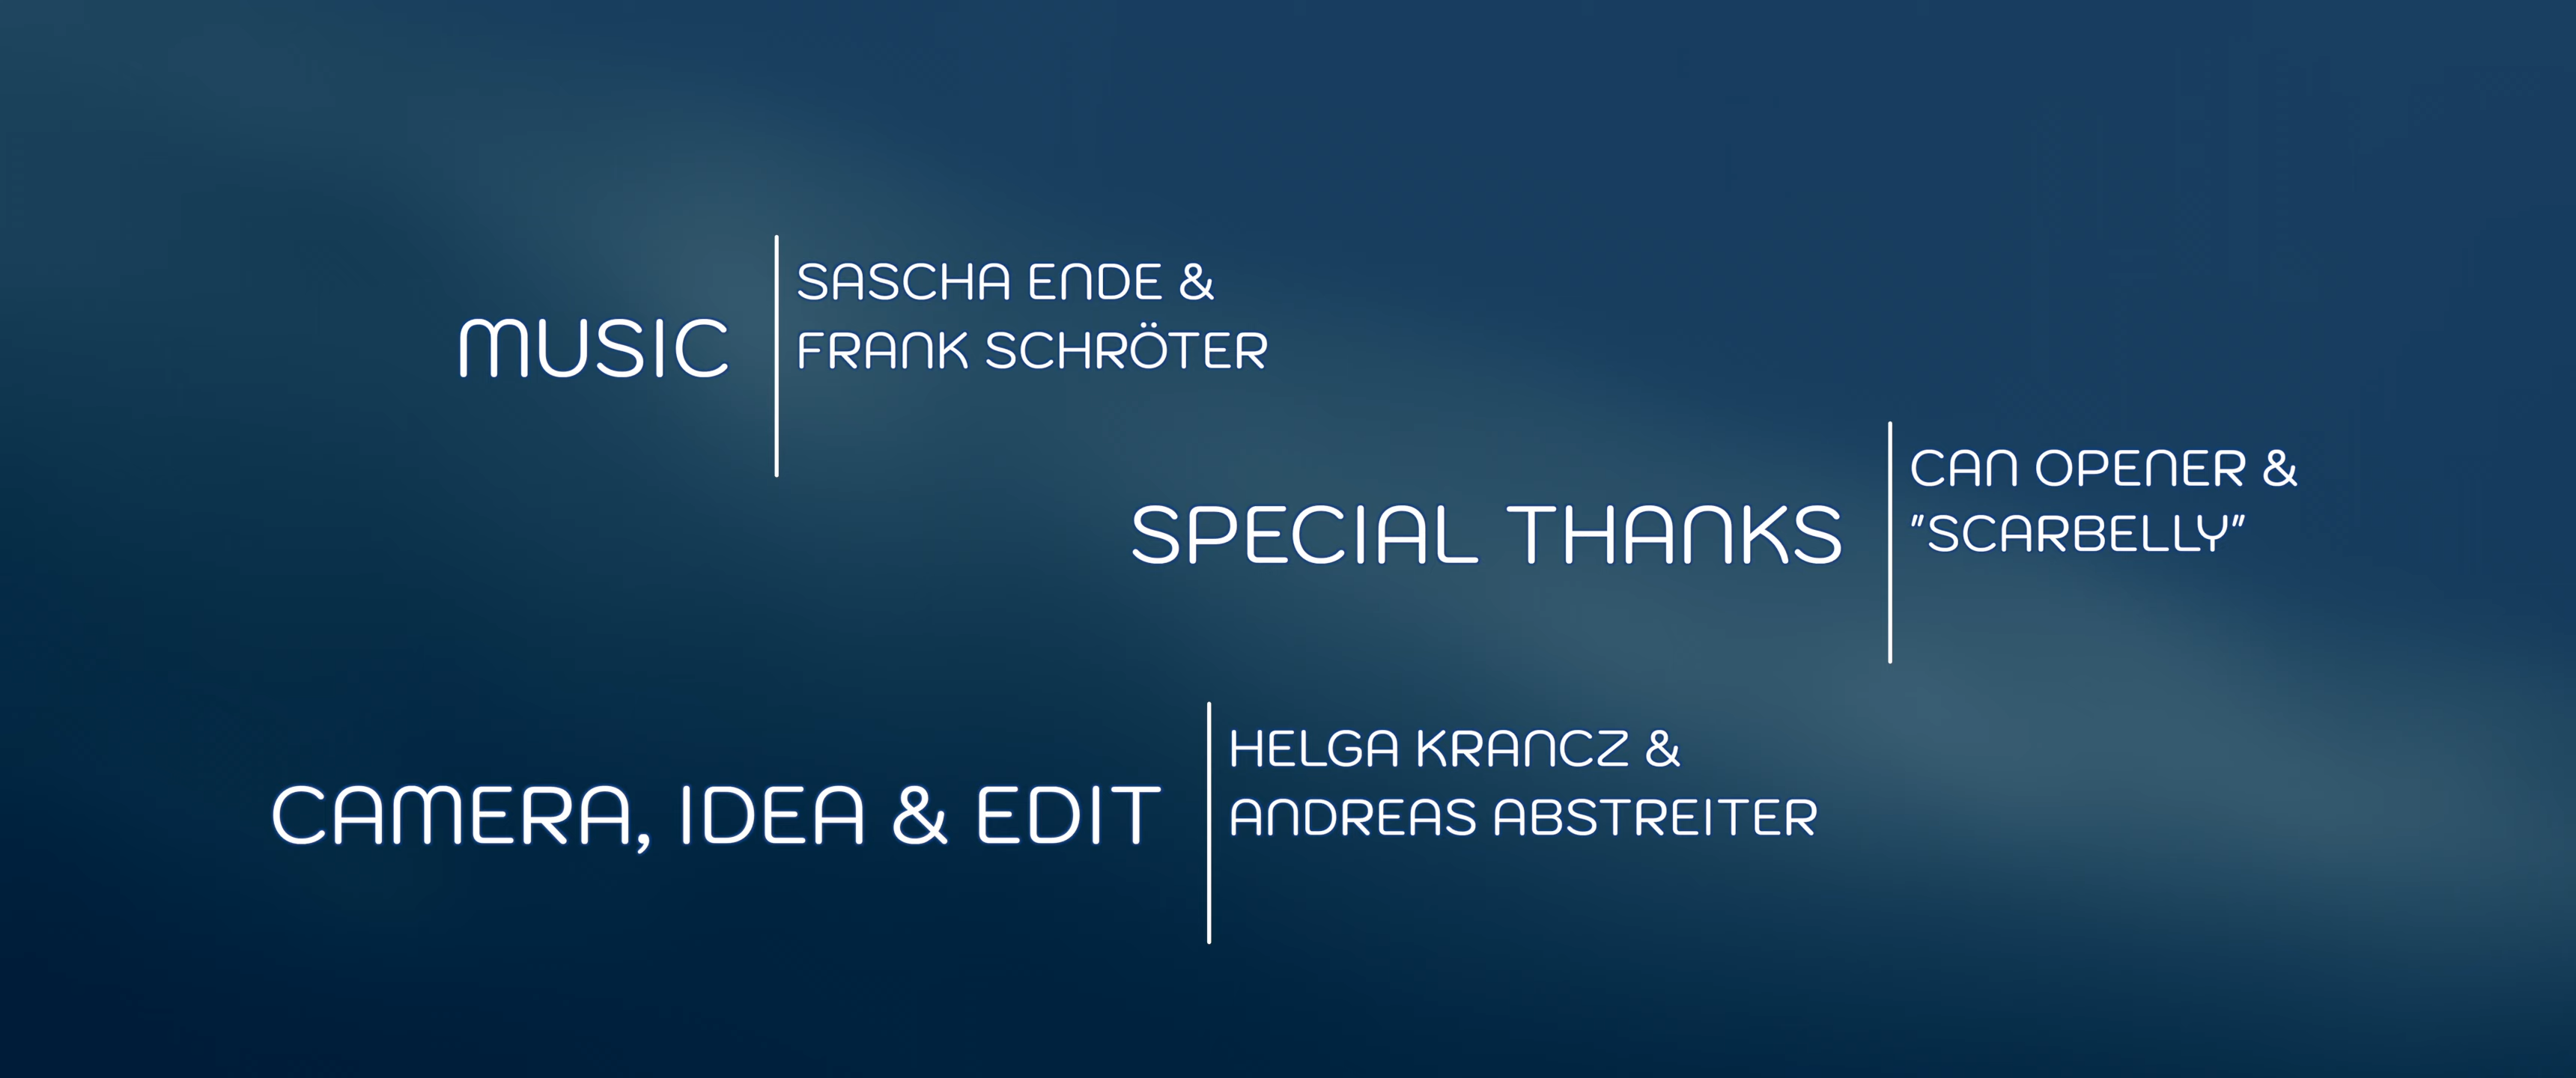 MUSIC
SASCHA ENDE &
FRANK SCHRÖTER
SPECIAL THANKS
CAN OPENER &
"SCARBELLY"
CAMERA, IDEA & EDIT
HELGA KRANCZ &
ANDREAS ABSTREITER